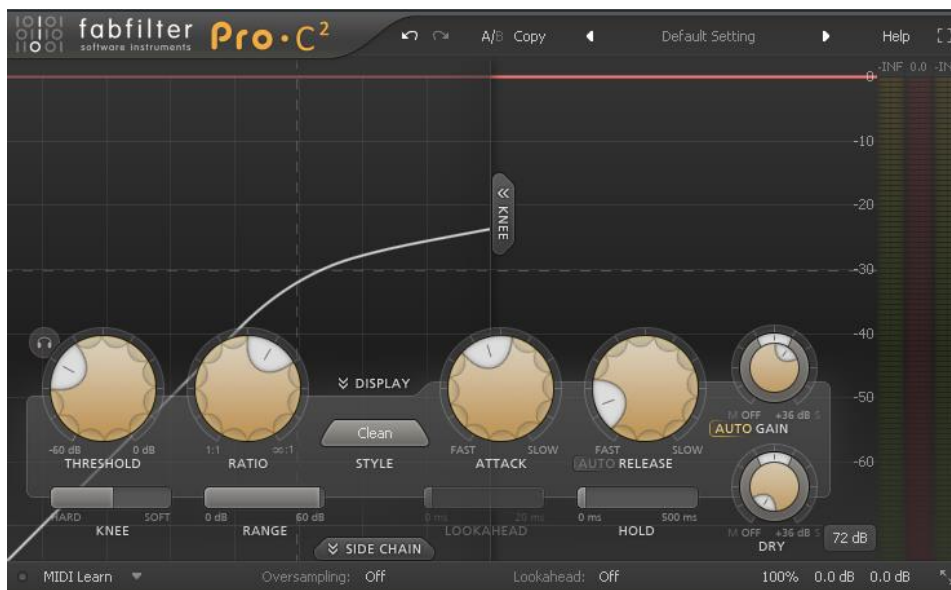 fabfilter
software instruments
Pro·C²
A/B Copy
Default Setting
Help
-INF 0.0
0
-10
-20
KNEE
-30
-40
-50
-60
DISPLAY
-60 dB 0 dB
THRESHOLD
1:1 ∞:1
RATIO
Clean
STYLE
FAST SLOW
ATTACK
FAST SLOW
AUTO RELEASE
M OFF +36 dB S
AUTO GAIN
HARD SOFT
KNEE
0 dB 60 dB
RANGE
0 ms 20 ms
LOOKAHEAD
0 ms 500 ms
HOLD
M OFF +36 dB S
DRY
72 dB
SIDE CHAIN
MIDI Learn
Oversampling: Off
Lookahead: Off
100% 0.0 dB 0.0 dB